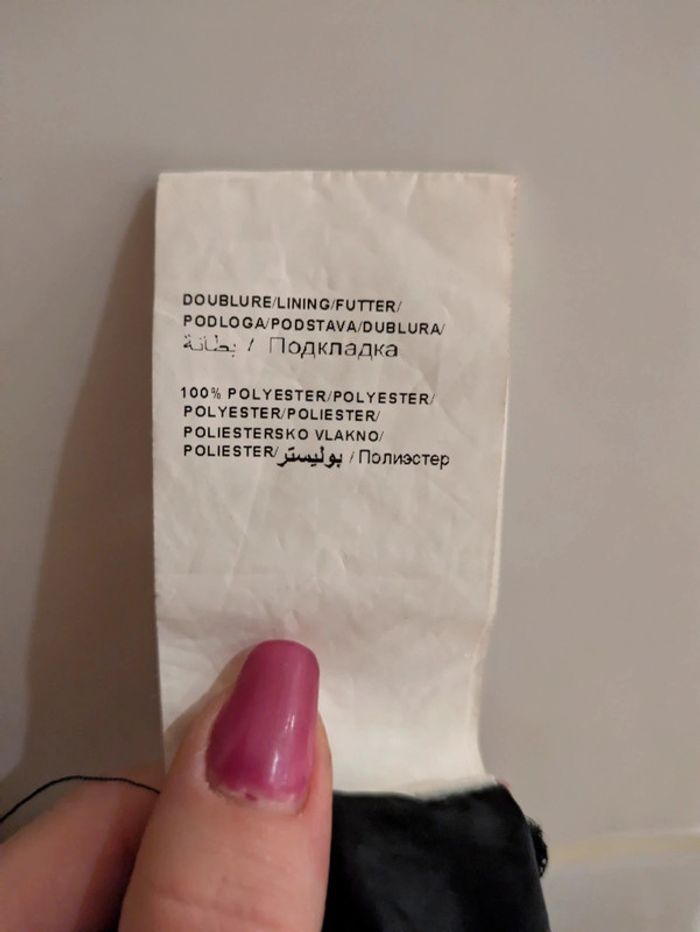 DOUBLURE/LINING/FUTTER/
PODLOGA/PODSTAVA/DUBLURA/
بطانة / Подкладка
100% POLYESTER/POLYESTER/
POLYESTER/POLIESTER/
POLIESTERSKO VLAKNO/
POLIESTER/بوليستر / Полиэстер